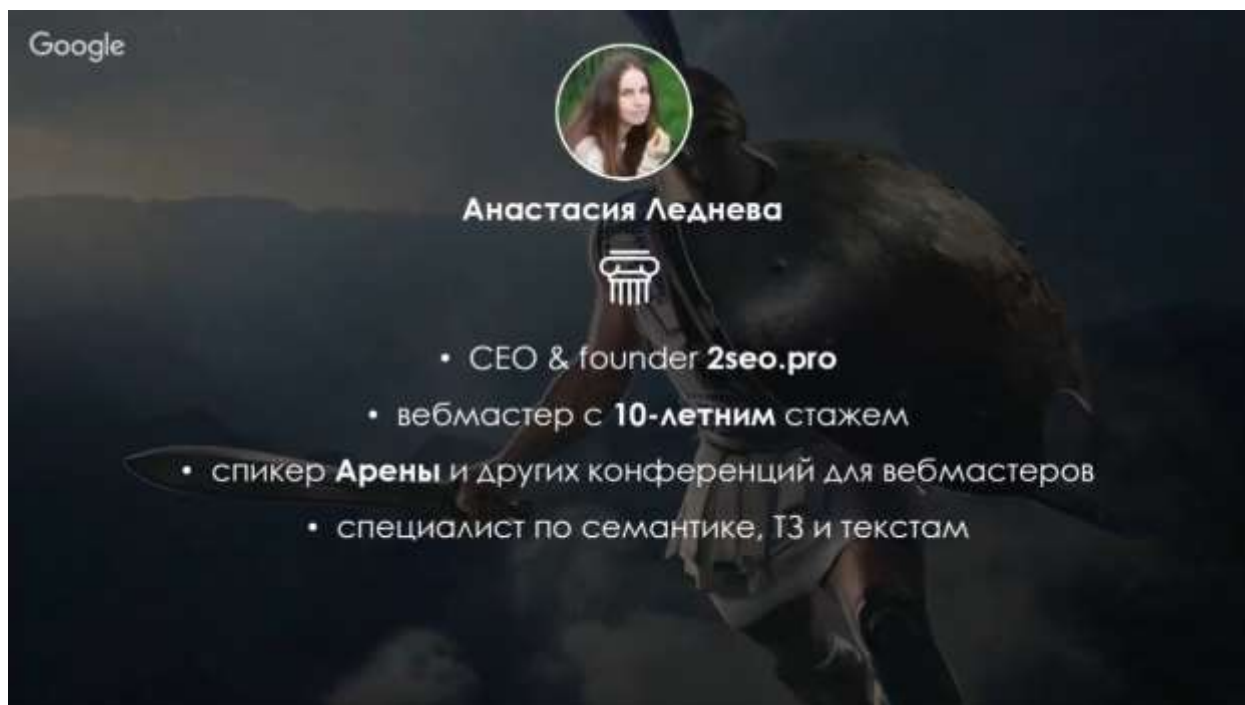 Google
Анастасия Леднева
• CEO & founder 2seo.pro
• вебмастер с 10-летним стажем
• спикер Арены и других конференций для вебмастеров
• специалист по семантике, ТЗ и текстам